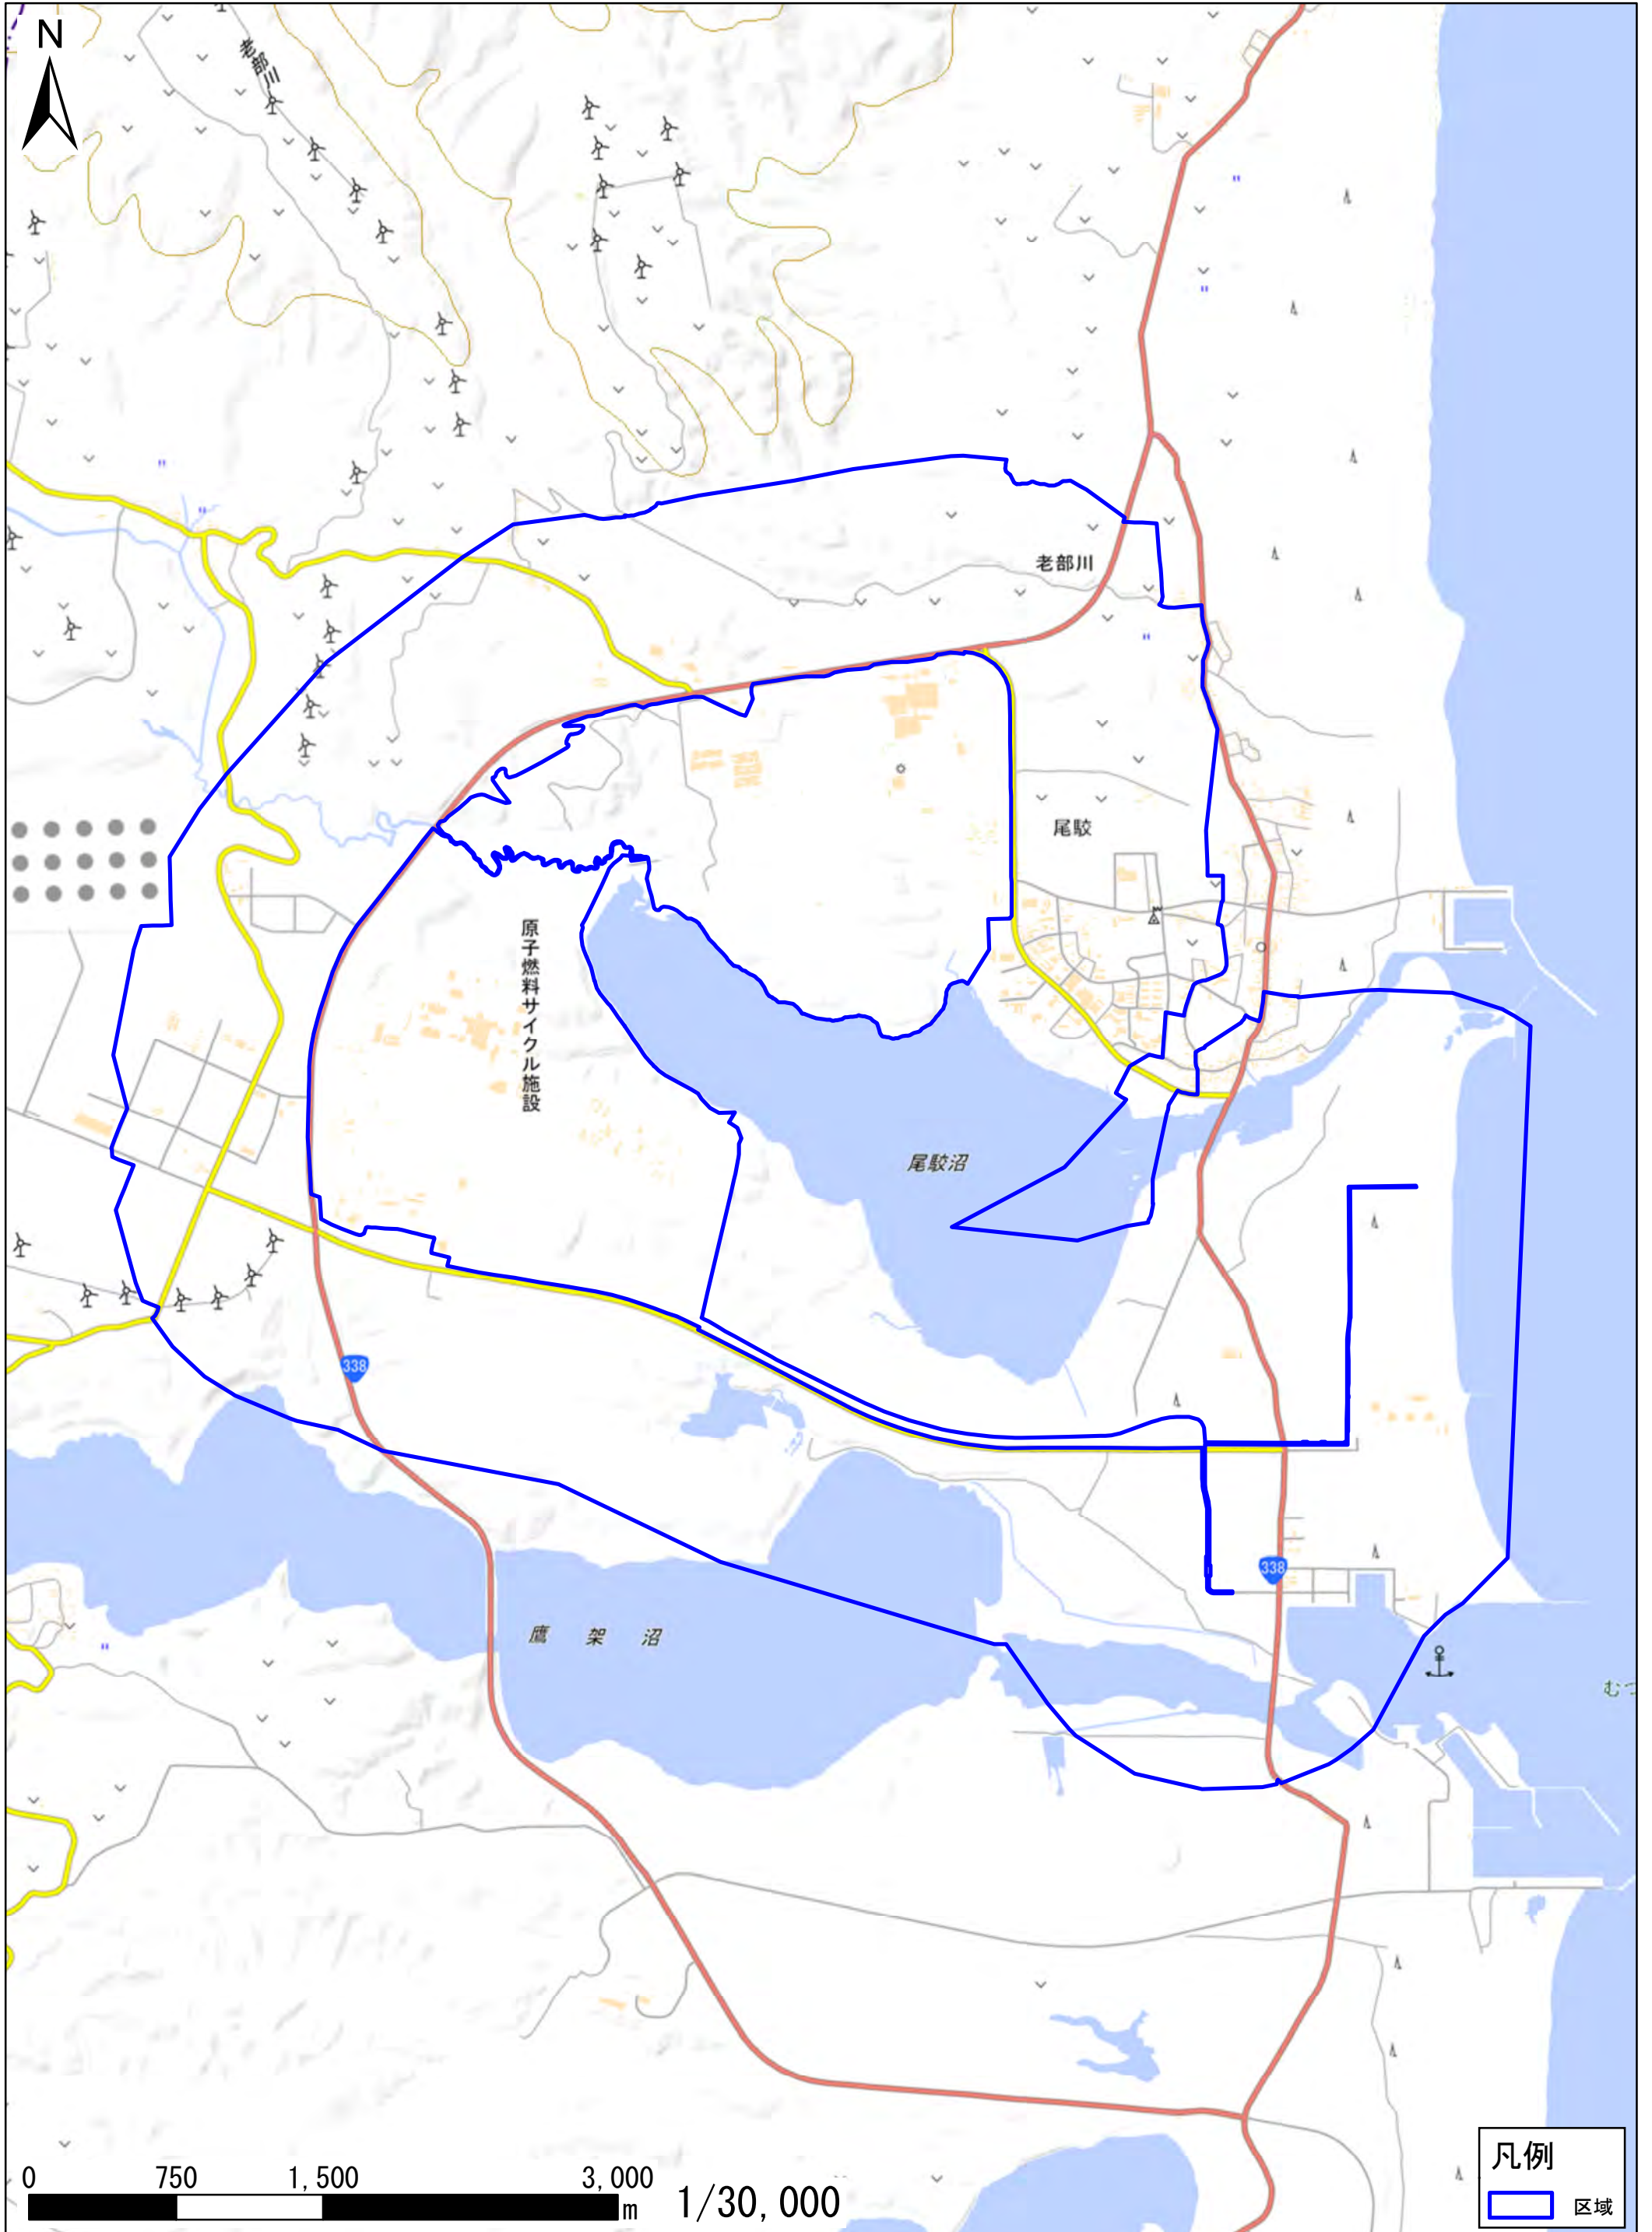 N
老部川
老部川
尾駮
原子燃料サイクル施設
尾駮沼
338
338
鷹架沼
むつ
0 750 1,500 3,000
m
1/30,000
凡例
区域